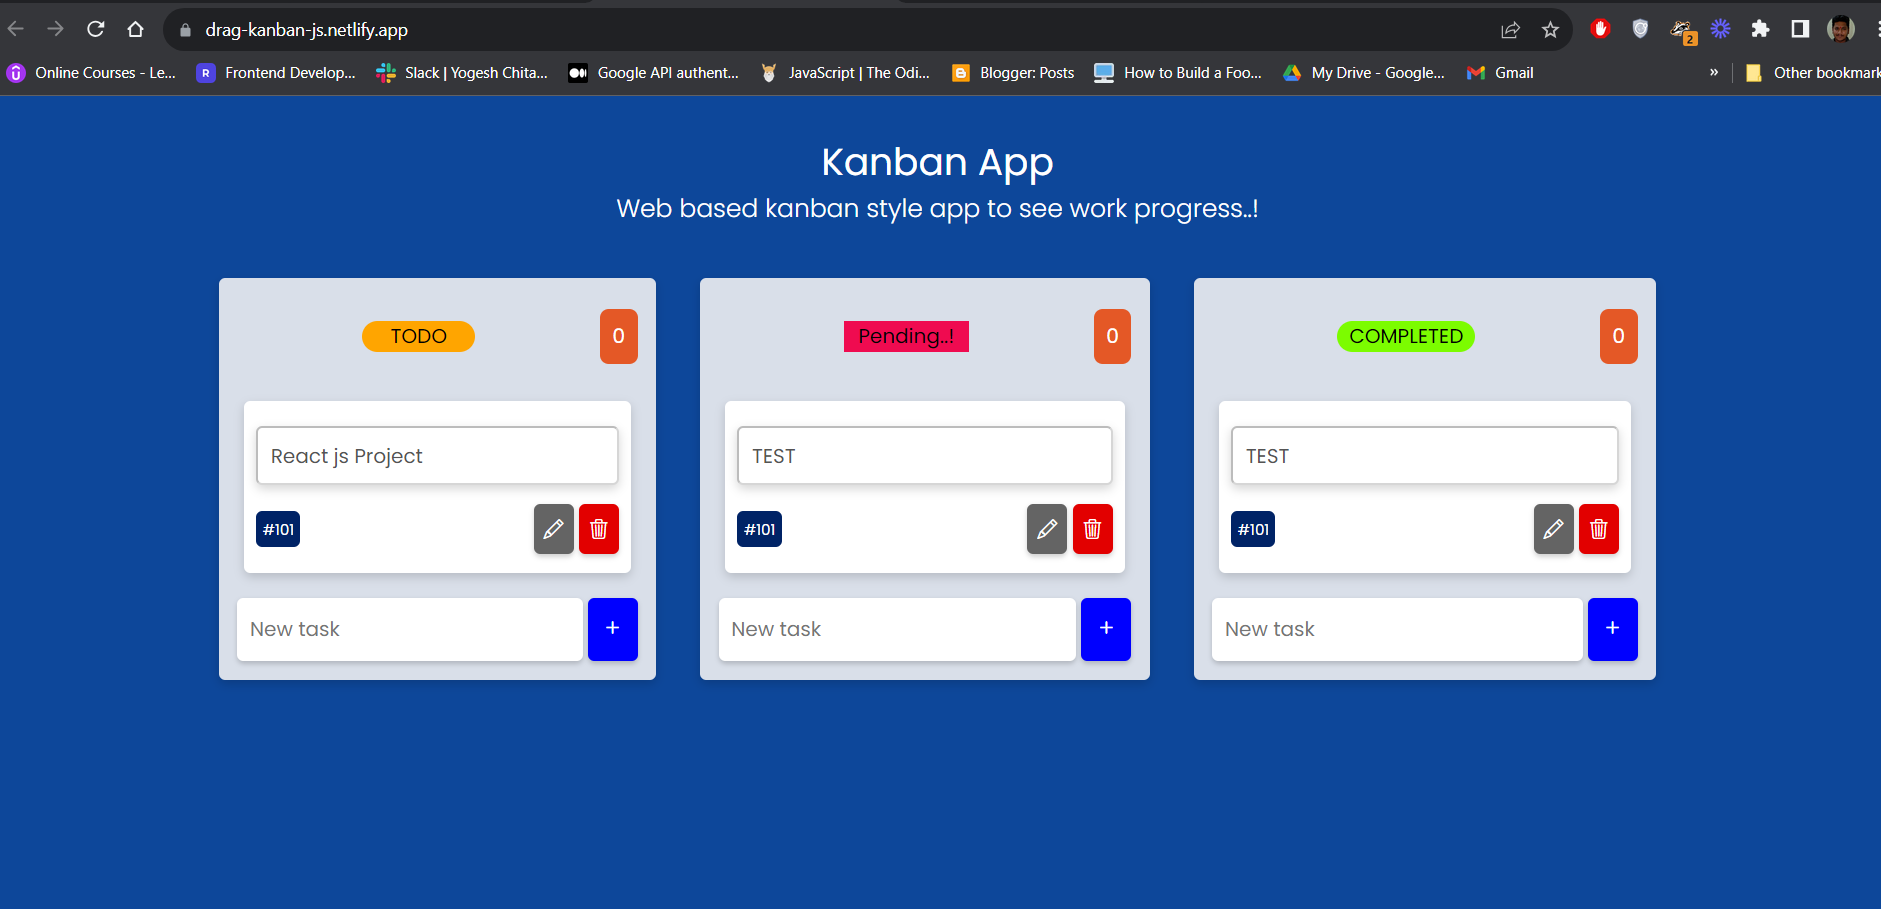 drag-kanban-js.netlify.app
2
Online Courses - Le...
R
Frontend Develop...
Slack | Yogesh Chita...
Google API authent...
JavaScript | The Odi...
Blogger: Posts
How to Build a Foo...
My Drive - Google...
Gmail
»
Other bookmark
Kanban App
Web based kanban style app to see work progress..!
TODO
0
React js Project
#101
New task
+
Pending..!
0
TEST
#101
New task
+
COMPLETED
0
TEST
#101
New task
+